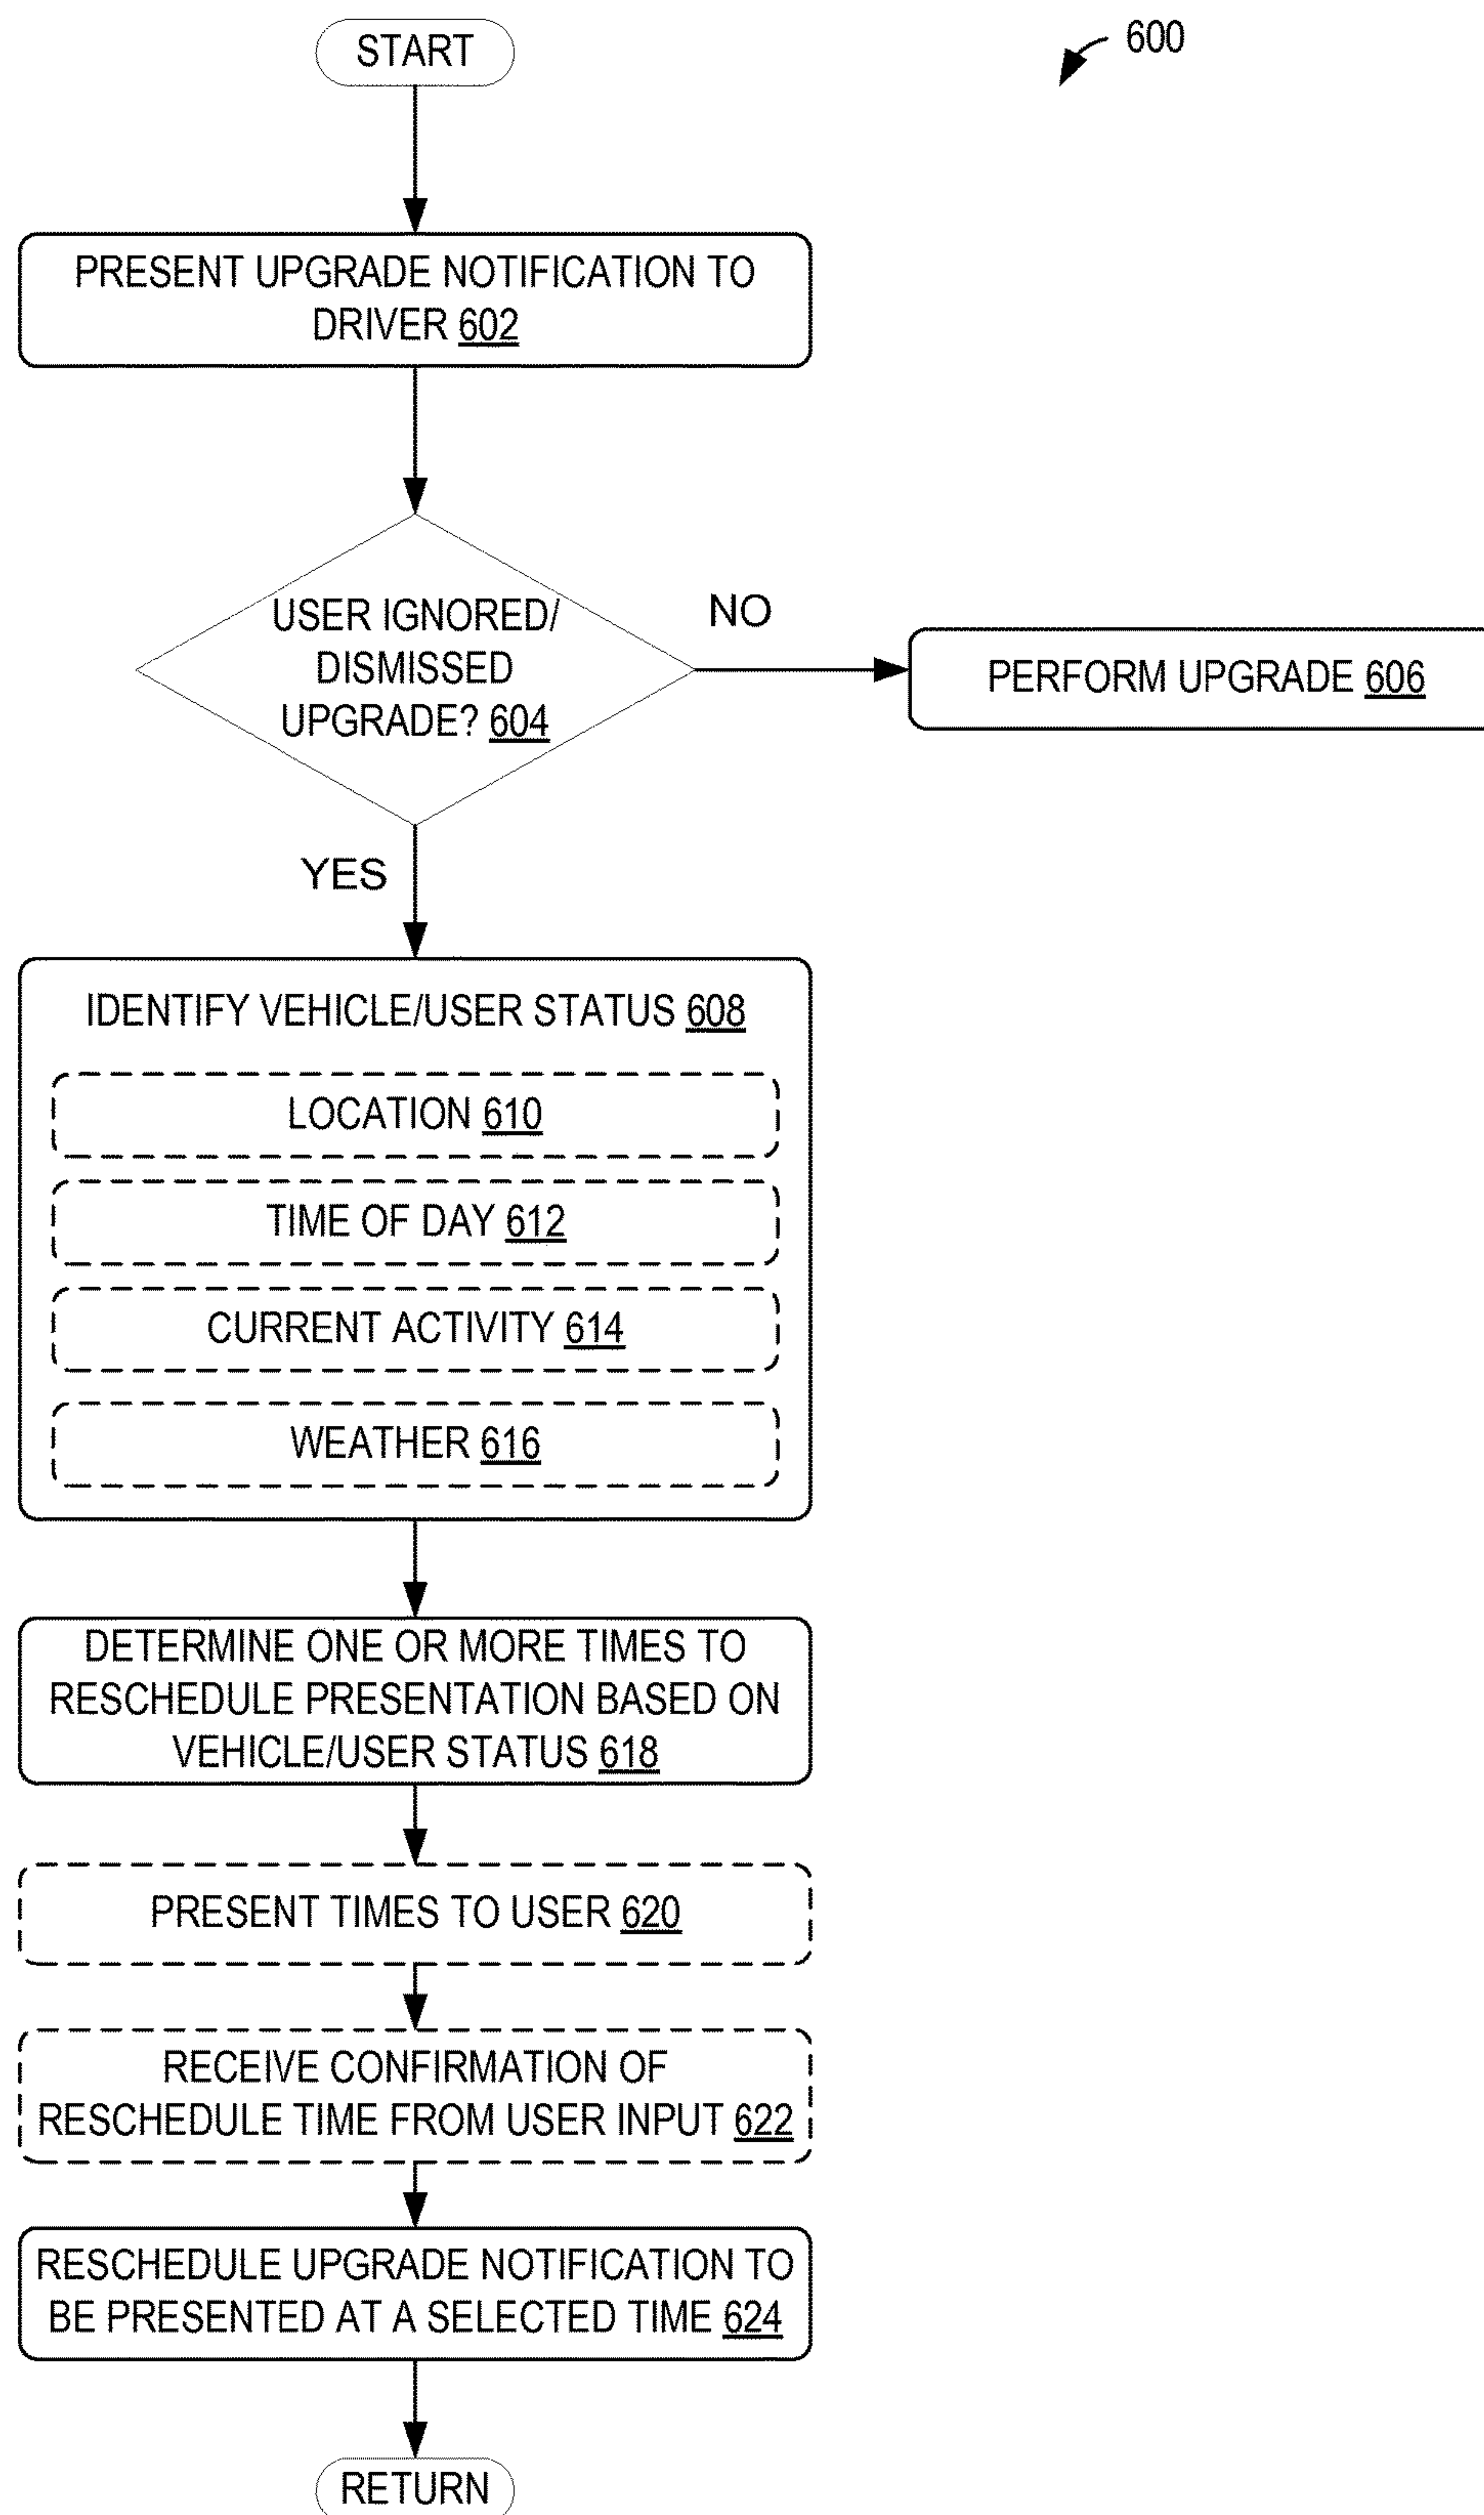 START
600
PRESENT UPGRADE NOTIFICATION TO
DRIVER 602
USER IGNORED/
DISMISSED
UPGRADE? 604
NO
PERFORM UPGRADE 606
YES
IDENTIFY VEHICLE/USER STATUS 608
LOCATION 610
TIME OF DAY 612
CURRENT ACTIVITY 614
WEATHER 616
DETERMINE ONE OR MORE TIMES TO
RESCHEDULE PRESENTATION BASED ON
VEHICLE/USER STATUS 618
PRESENT TIMES TO USER 620
RECEIVE CONFIRMATION OF
RESCHEDULE TIME FROM USER INPUT 622
RESCHEDULE UPGRADE NOTIFICATION TO
BE PRESENTED AT A SELECTED TIME 624
RETURN